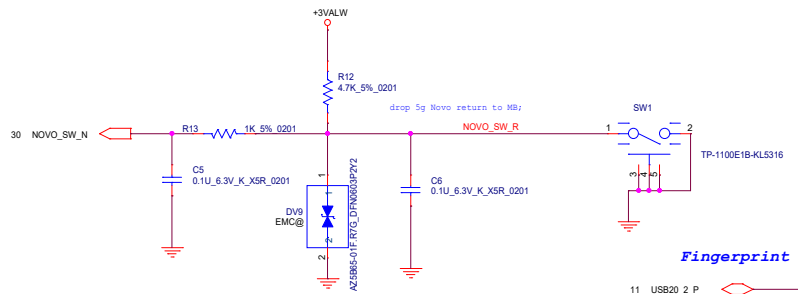 +3VALW
R12
4.7K_5%_0201
drop 5g Novo return to MB;
SW1
30 NOVO_SW_N
R13
1K_5%_0201
NOVO_SW_R
1
2
TP-1100E1B-KL5316
3
4
5
C5
0.1U_6.3V_K_X5R_0201
1
1
DV9
EMC@
2
2
AZ5B65-01F.R7G_DFN0603P2Y2
C6
0.1U_6.3V_K_X5R_0201
Fingerprint
11 USB20_2_P